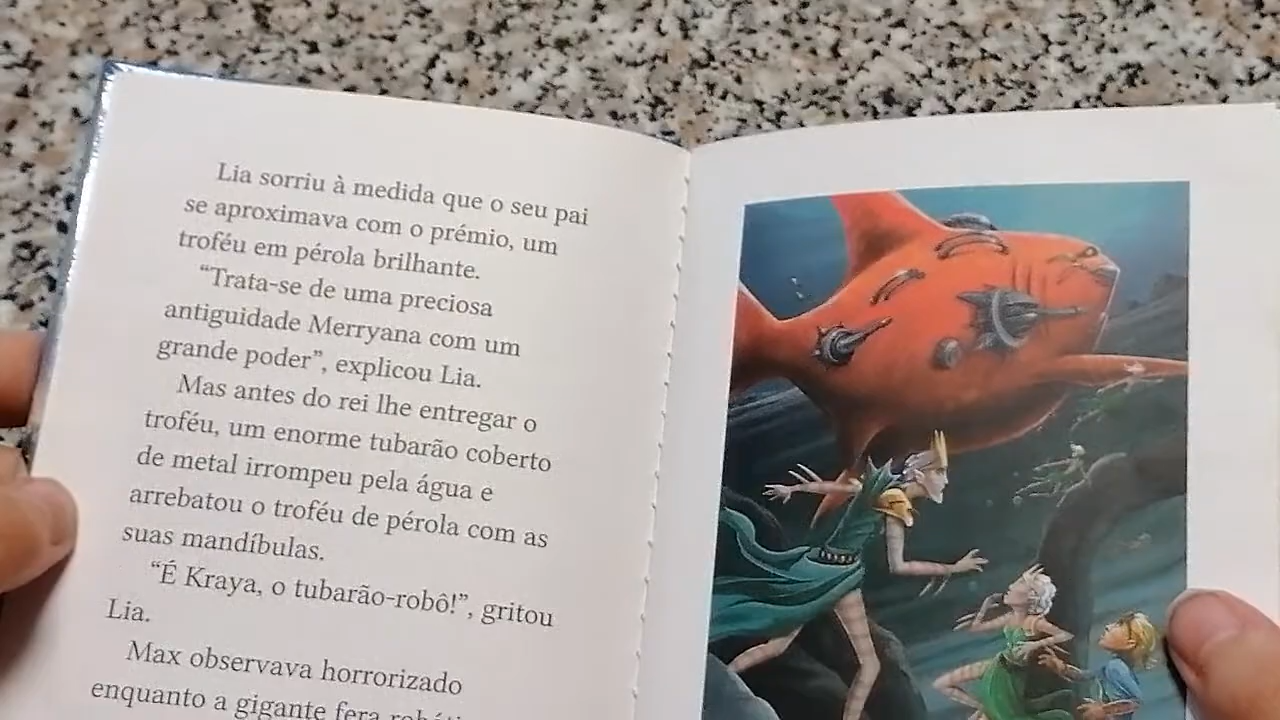 Lia sorriu à medida que o seu pai
se aproximava com o prémio, um
troféu em pérola brilhante.
“Trata-se de uma preciosa
antiguidade Merryana com um
grande poder”, explicou Lia.
Mas antes do rei lhe entregar o
troféu, um enorme tubarão coberto
de metal irrompeu pela água e
arrebatou o troféu de pérola com as
suas mandíbulas.
“É Kraya, o tubarão-robô!”, gritou
Lia.
Max observava horrorizado
enquanto a gigante fera